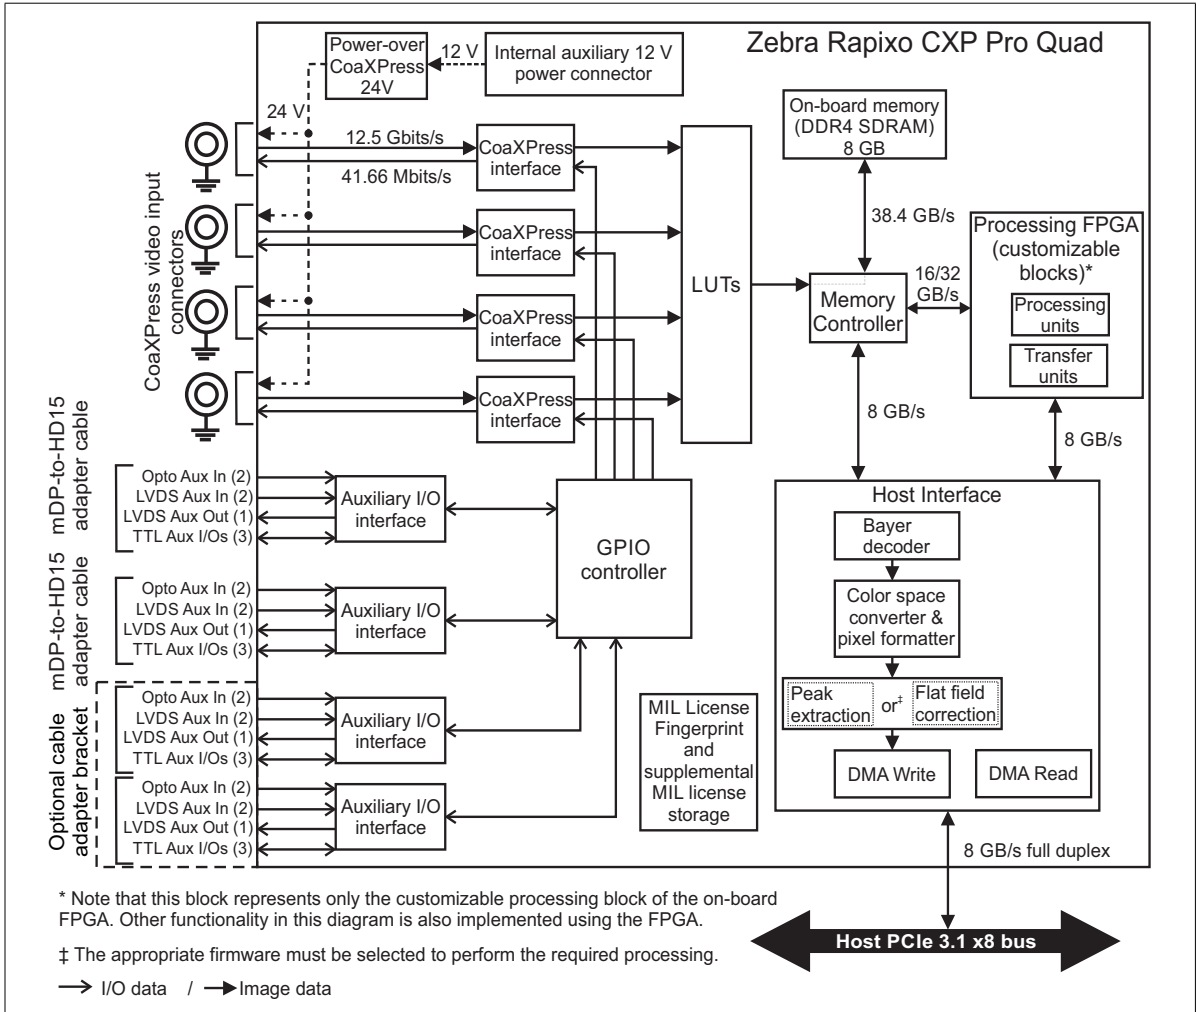 Zebra Rapixo CXP Pro Quad
Power-over
CoaXPress
24V
12 V
Internal auxiliary 12 V
power connector
24 V
12.5 Gbits/s
41.66 Mbits/s
CoaXPress video input
connectors
CoaXPress
interface
CoaXPress
interface
CoaXPress
interface
CoaXPress
interface
LUTs
On-board memory
(DDR4 SDRAM)
8 GB
38.4 GB/s
Memory
Controller
16/32
GB/s
Processing FPGA
(customizable
blocks)*
Processing
units
Transfer
units
8 GB/s
8 GB/s
mDP-to-HD15
adapter cable
Opto Aux In (2)
LVDS Aux In (2)
LVDS Aux Out (1)
TTL Aux I/Os (3)
Auxiliary I/O
interface
mDP-to-HD15
adapter cable
Opto Aux In (2)
LVDS Aux In (2)
LVDS Aux Out (1)
TTL Aux I/Os (3)
Auxiliary I/O
interface
Optional cable
adapter bracket
Opto Aux In (2)
LVDS Aux In (2)
LVDS Aux Out (1)
TTL Aux I/Os (3)
Auxiliary I/O
interface
Opto Aux In (2)
LVDS Aux In (2)
LVDS Aux Out (1)
TTL Aux I/Os (3)
Auxiliary I/O
interface
GPIO
controller
MIL License
Fingerprint
and
supplemental
MIL license
storage
Host Interface
Bayer
decoder
Color space
converter &
pixel formatter
Peak
extraction
or‡
Flat field
correction
DMA Write
DMA Read
8 GB/s full duplex
Host PCIe 3.1 x8 bus
* Note that this block represents only the customizable processing block of the on-board
FPGA. Other functionality in this diagram is also implemented using the FPGA.
‡ The appropriate firmware must be selected to perform the required processing.
I/O data / Image data